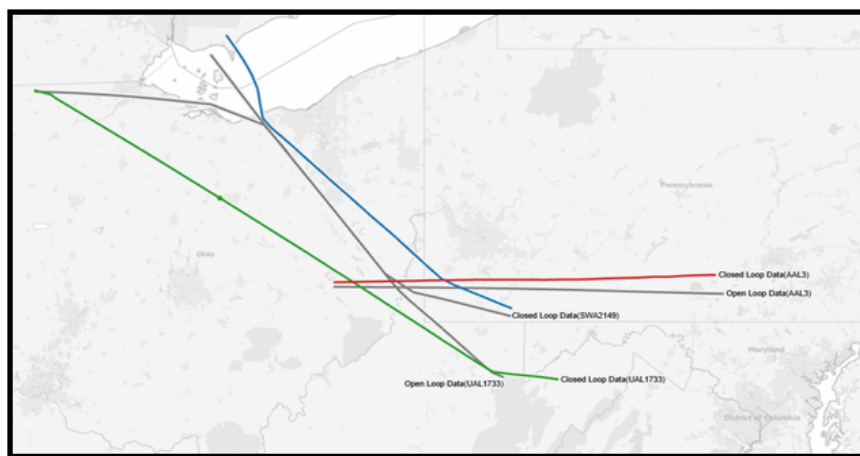 Pennsylvania
Ohio
Closed Loop Data(AAL3)
Open Loop Data(AAL3)
Closed Loop Data(SWA2149)
Maryland
Open Loop Data(UAL1733)
Closed Loop Data(UAL1733)
District of Columbia